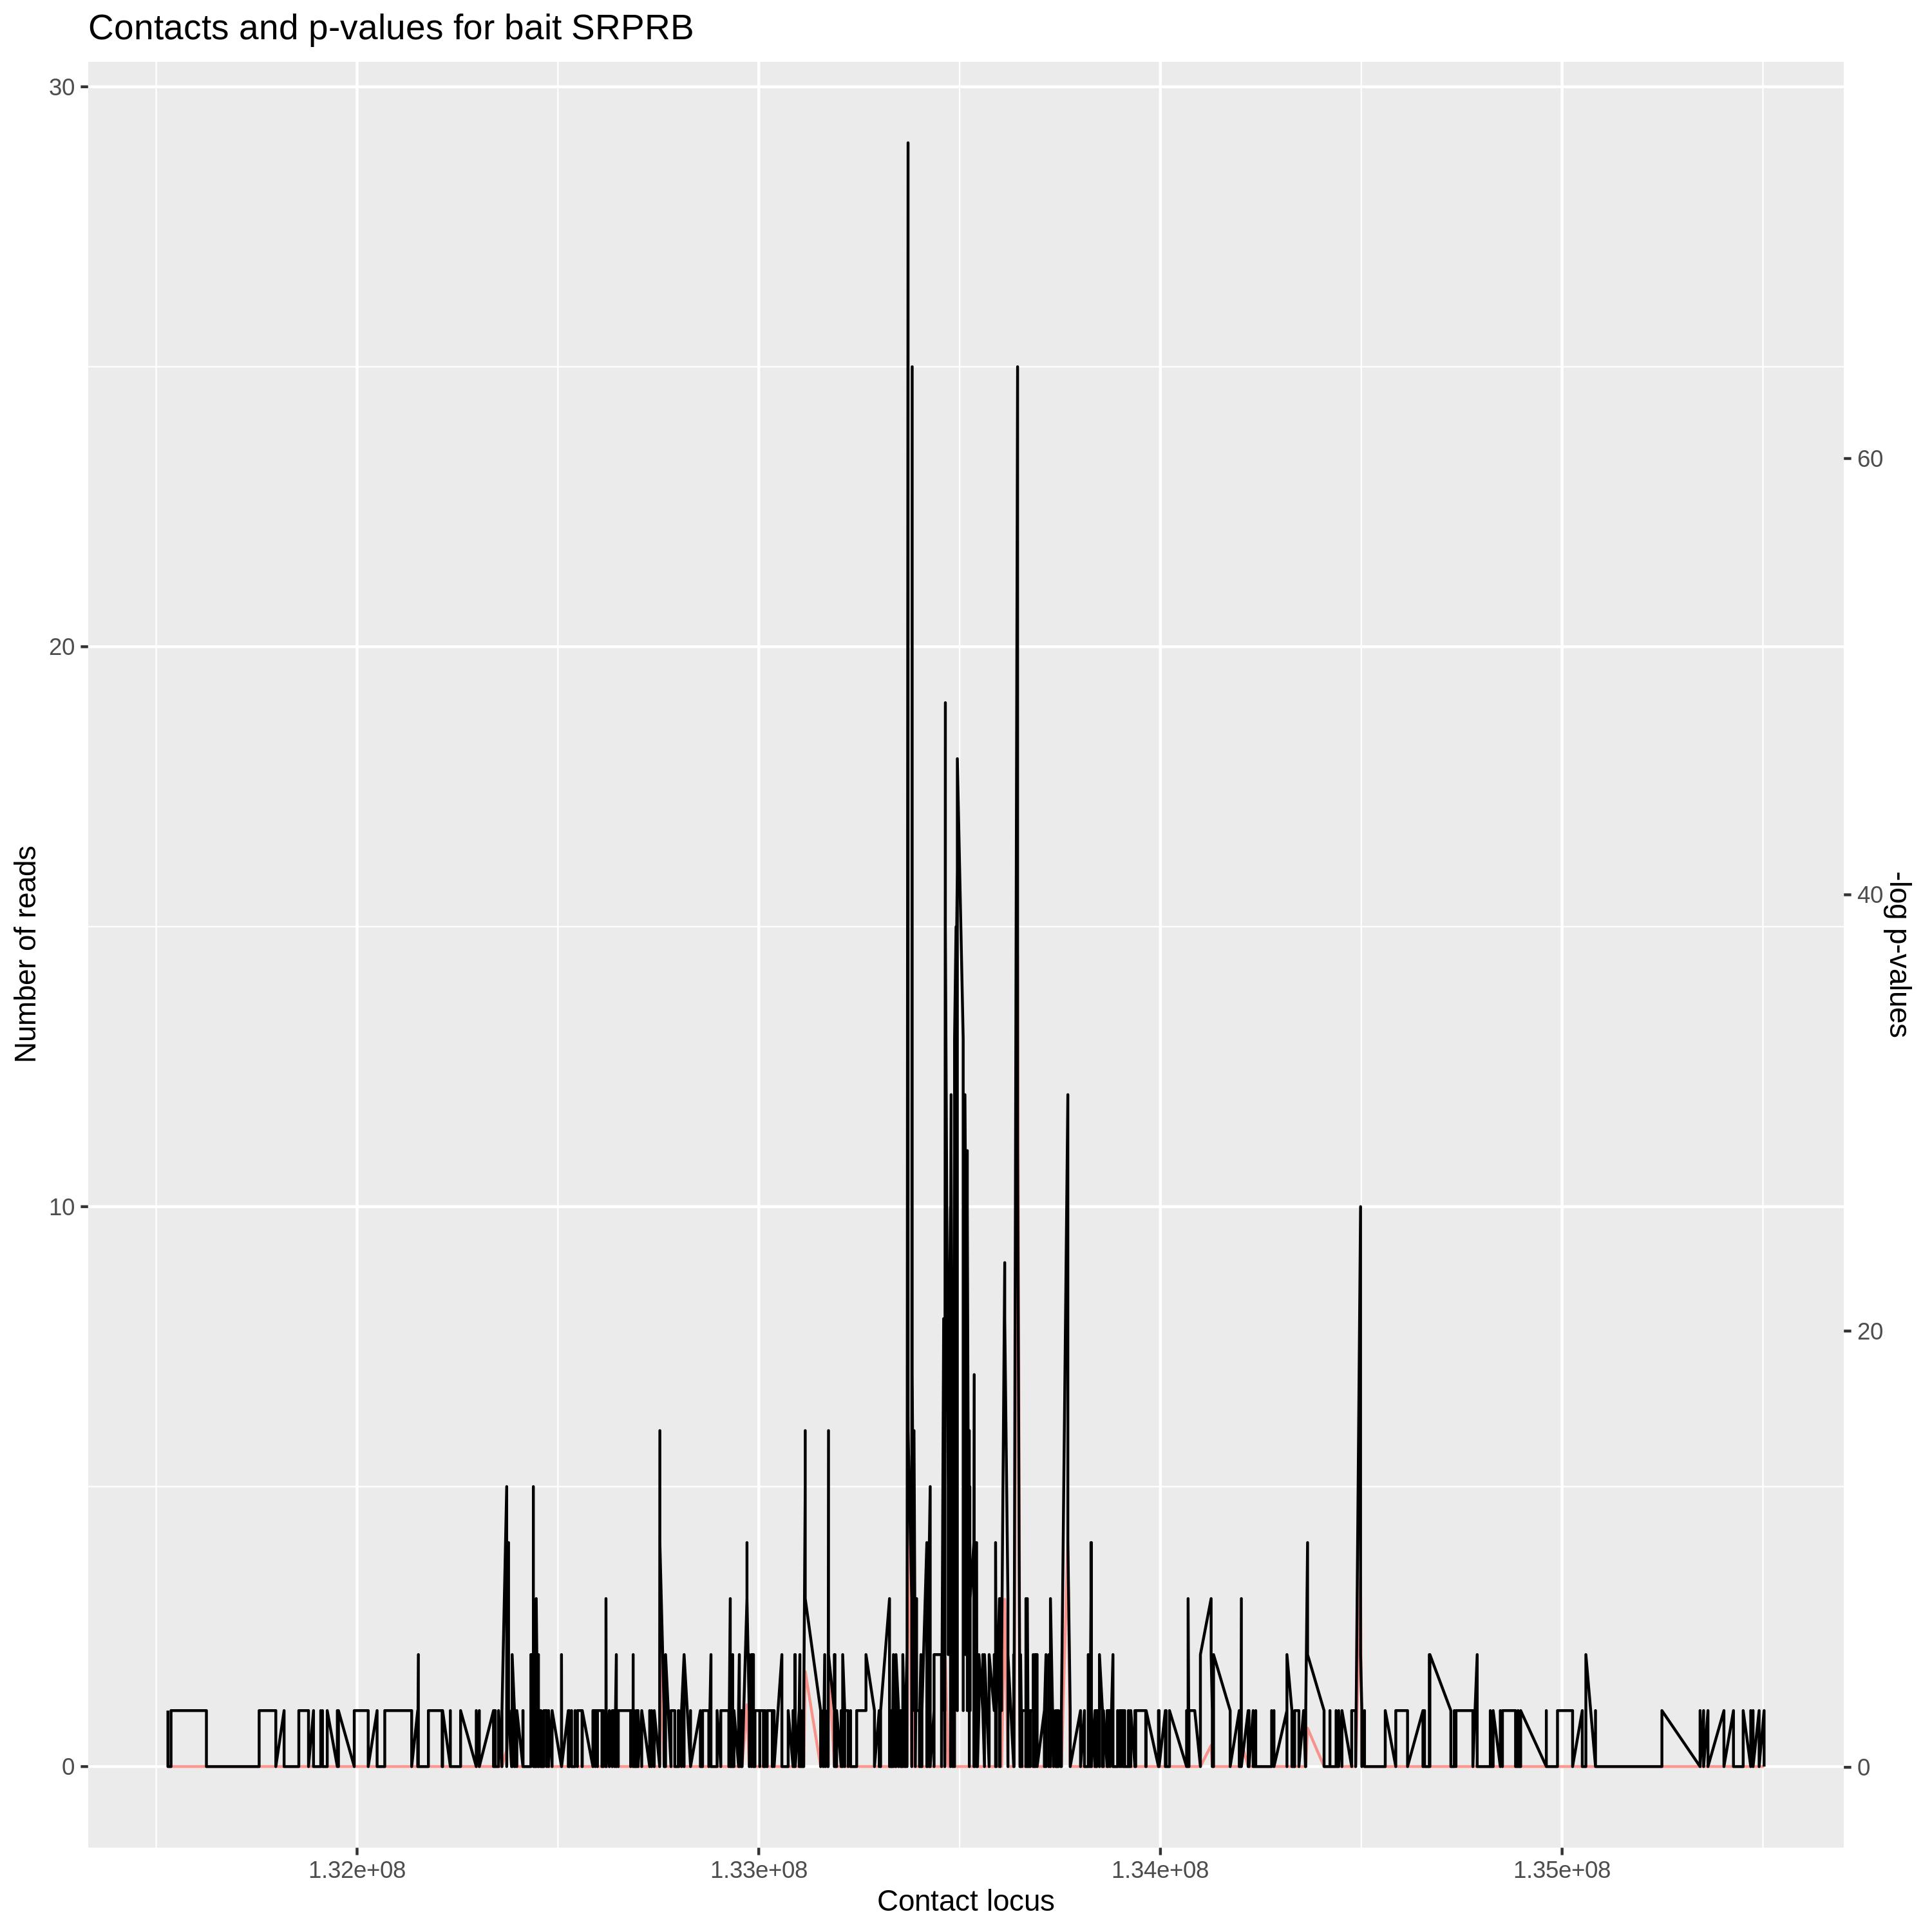 Contacts and p-values for bait SRPRB
30
20
10
0
Number of reads
60
40
20
0
-log p-values
1.32e+08
1.33e+08
1.34e+08
1.35e+08
Contact locus